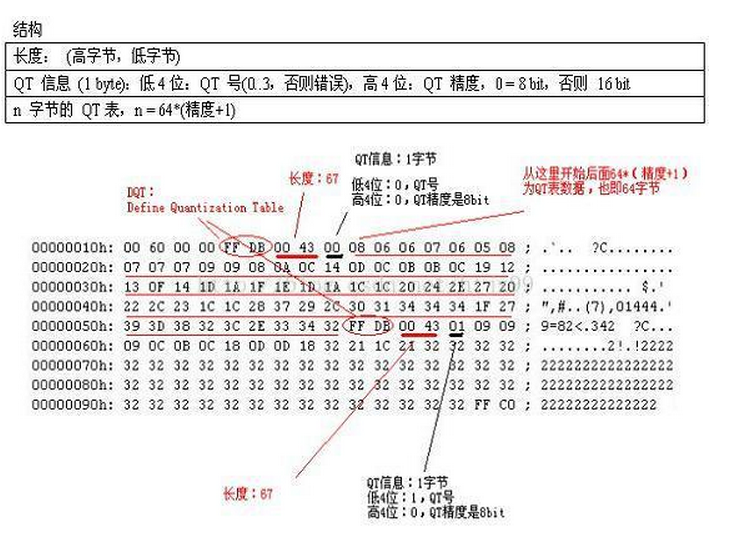 结构
长度: (高字节, 低字节)
QT 信息 (1 byte): 低 4 位: QT 号(0..3, 否则错误), 高 4 位: QT 精度, 0 = 8 bit, 否则 16 bit
n 字节的 QT 表, n = 64*(精度+1)
QT信息:1字节
低4位:0,QT号
高4位:0,QT精度是8bit
长度:67
从这里开始后面64*(精度+1)
为QT表数据,也即64字节
DQT:
Define Quantization Table
00000010h: 00 60 00 00 FF DB 00 43 00 08 06 06 07 06 05 08 ; .`.. ?C........
00000020h: 07 07 07 09 09 08 0A 0C 14 0D 0C 0B 0B 0C 19 12 ; ................
00000030h: 13 0F 14 1D 1A 1F 1E 1D 1A 1C 1C 20 24 2E 27 20 ; ........... $.'
00000040h: 22 2C 23 1C 1C 28 37 29 2C 30 31 34 34 34 1F 27 ; ",#..(7),01444.'
00000050h: 39 3D 38 32 3C 2E 33 34 32 FF DB 00 43 01 09 09 ; 9=82<.342 ?C...
00000060h: 09 0C 0B 0C 18 0D 0D 18 32 21 1C 21 32 32 32 32 ; ........2!.!2222
00000070h: 32 32 32 32 32 32 32 32 32 32 32 32 32 32 32 32 ; 2222222222222222
00000080h: 32 32 32 32 32 32 32 32 32 32 32 32 32 32 32 32 ; 2222222222222222
00000090h: 32 32 32 32 32 32 32 32 32 32 32 32 32 32 FF C0 ; 22222222222222
长度:67
QT信息:1字节
低4位:1,QT号
高4位:0,QT精度是8bit